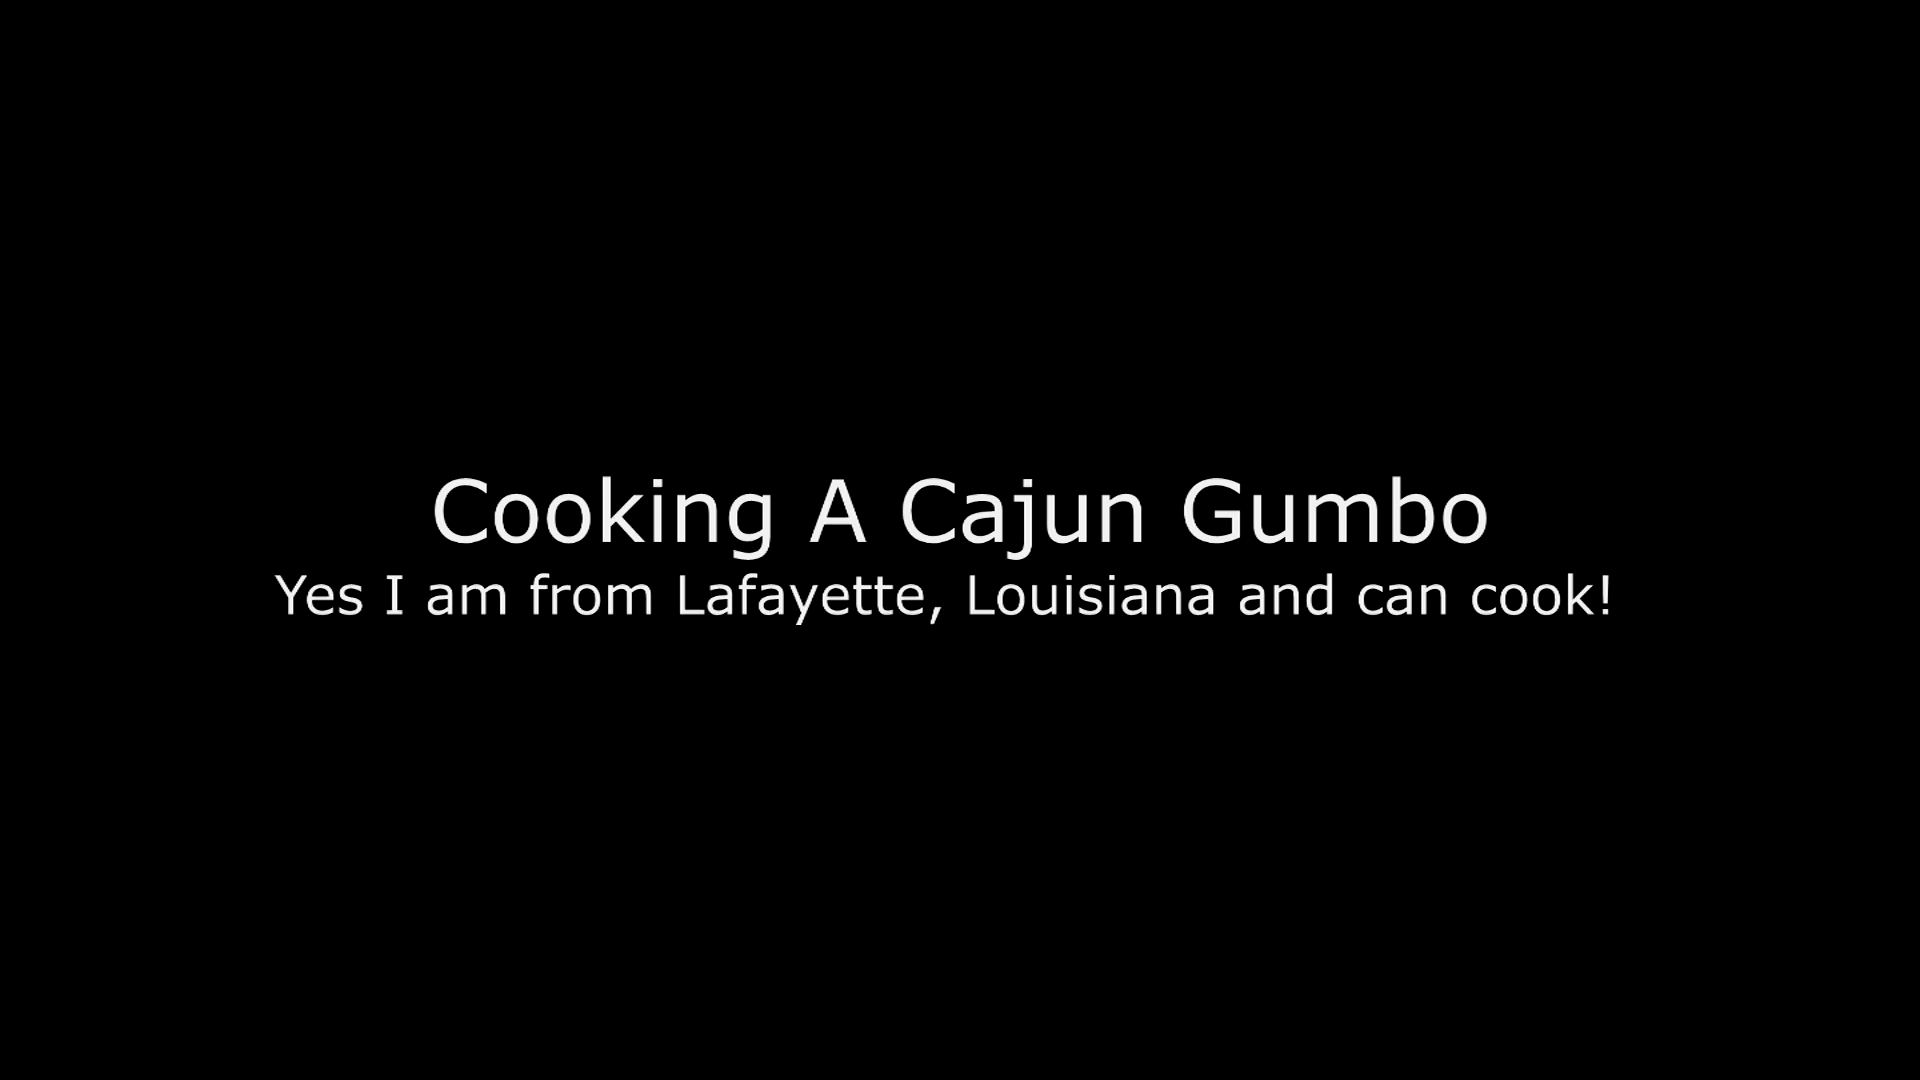 Cooking A Cajun Gumbo
Yes I am from Lafayette, Louisiana and can cook!